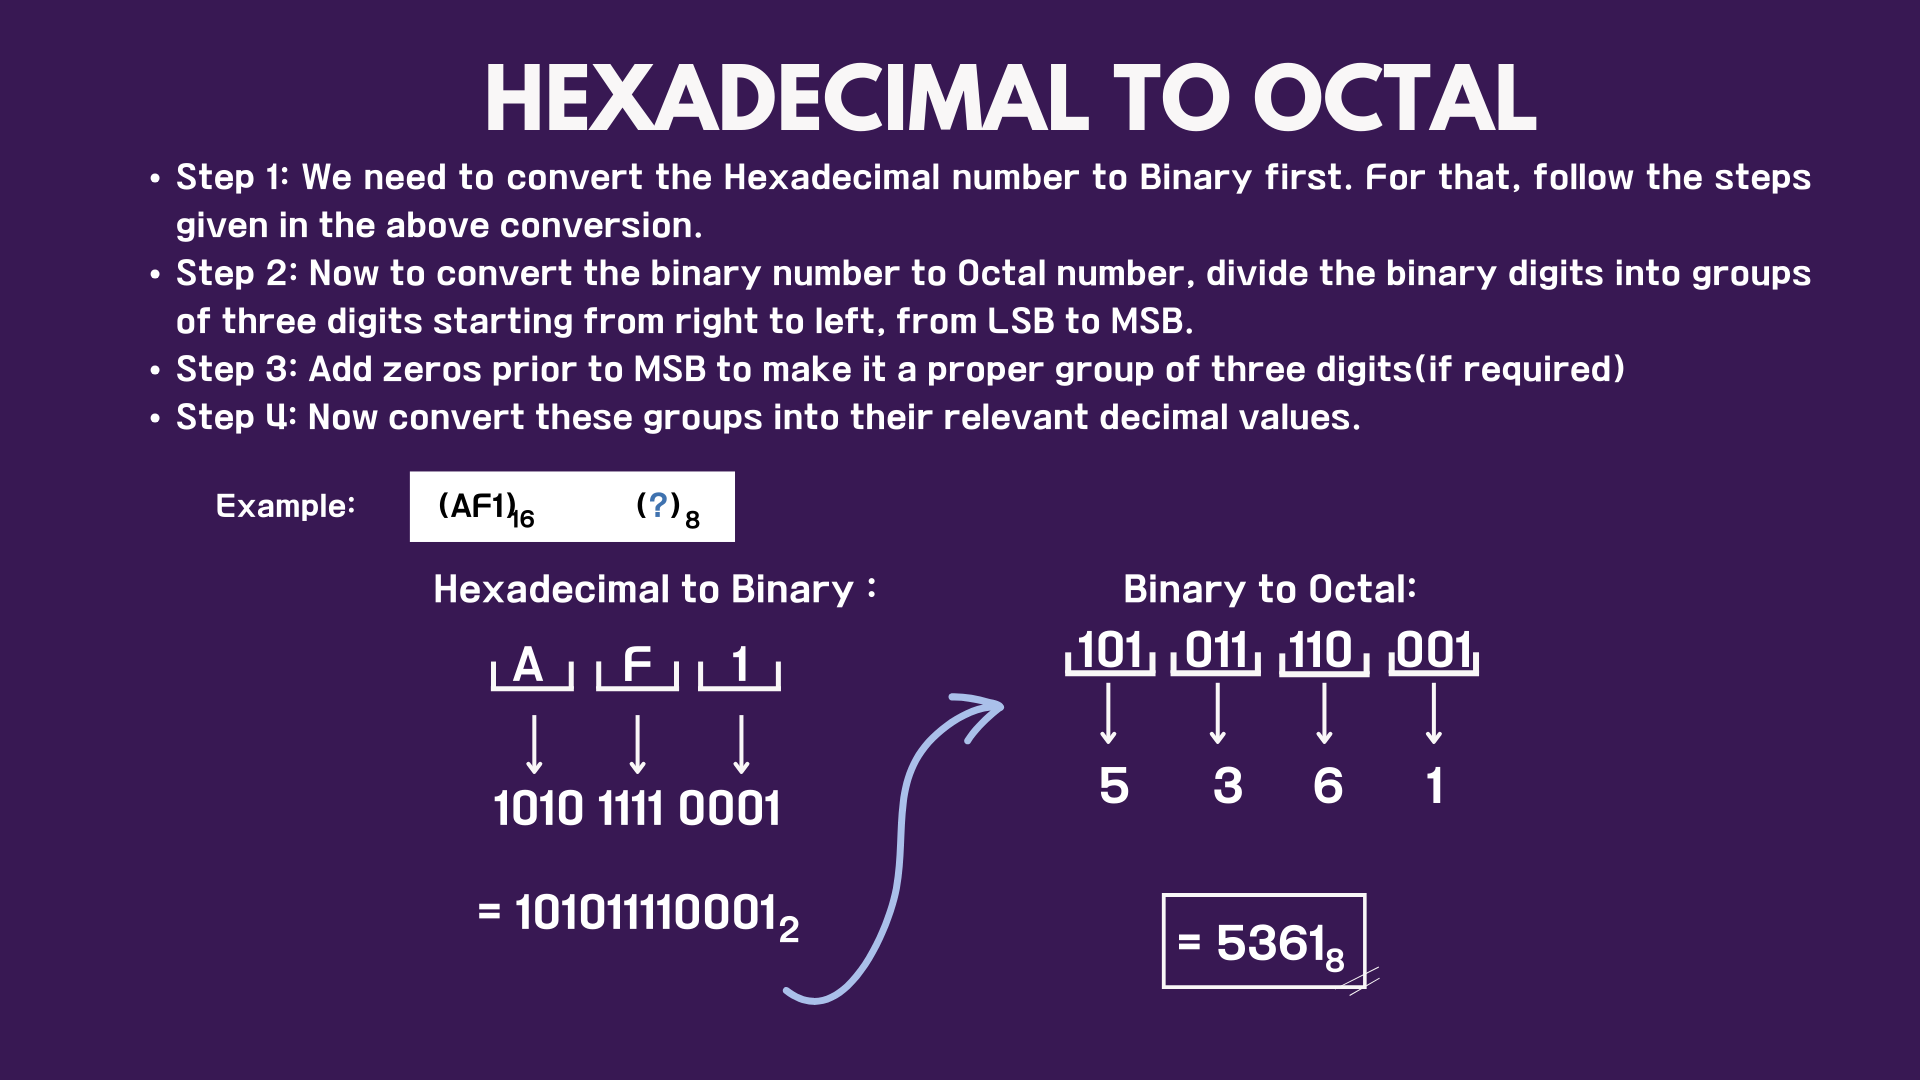 HEXADECIMAL TO OCTAL
• Step 1: We need to convert the Hexadecimal number to Binary first. For that, follow the steps
given in the above conversion.
• Step 2: Now to convert the binary number to Octal number, divide the binary digits into groups
of three digits starting from right to left, from LSB to MSB.
• Step 3: Add zeros prior to MSB to make it a proper group of three digits(if required)
• Step 4: Now convert these groups into their relevant decimal values.
Example: (AF1)16 (?)8
Hexadecimal to Binary :
A F 1
1010 1111 0001
= 1010111100012
Binary to Octal:
101 011 110 001
5 3 6 1
= 53618